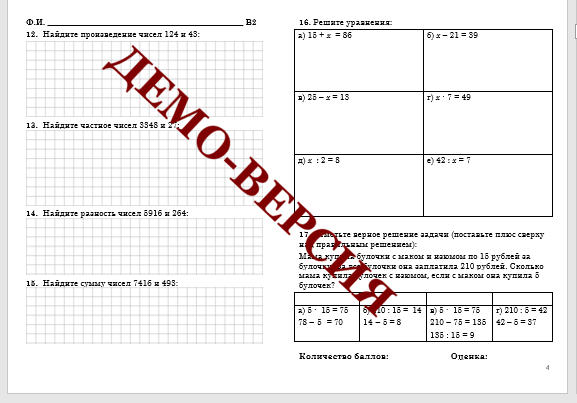 Ф.И. ______________________________ В2
12. Найдите произведение чисел 124 и 43:
13. Найдите частное чисел 3348 и 27:
14. Найдите разность чисел 5916 и 264:
15. Найдите сумму чисел 7416 и 493:
16. Решите уравнения:
а) 15 + х = 86
б) х – 21 = 39
в) 25 – х = 13
г) х · 7 = 49
д) х : 2 = 8
е) 42 : х = 7
17. верное решение задачи (поставьте плюс сверху
над правильным решением):
Мама купила булочки с маком и изюмом по 15 рублей за
булочку. За все булочки она заплатила 210 рублей. Сколько
мама купила булочек с изюмом, если с маком она купила 5
булочек?
а) 5 · 15 = 75
78 – 5 = 70
б) 210 : 15 = 14
14 – 5 = 8
в) 5 · 15 = 75
210 – 75 = 135
135 : 15 = 9
г) 210 : 5 = 42
42 – 5 = 37
Количество баллов: Оценка:
4
ДЕМО-ВЕРСИЯ